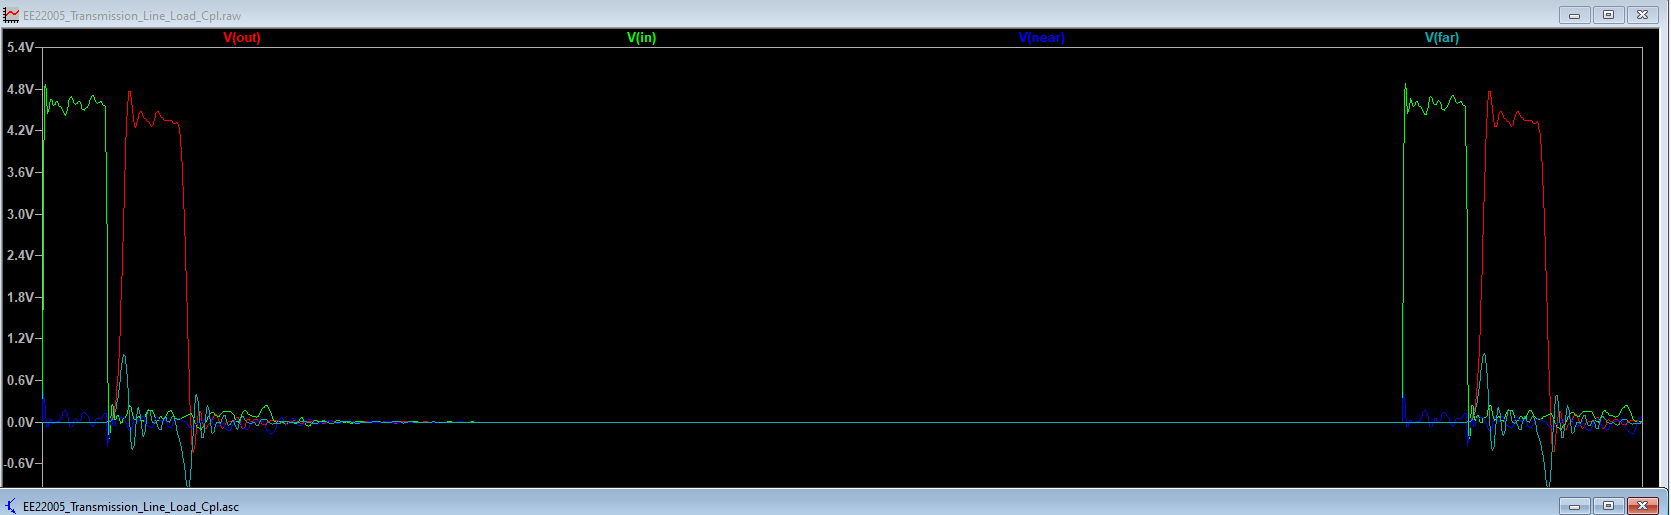 EE22005_Transmission_Line_Load_Cpl.raw
V(out) V(in) V(near) V(far)
5.4V
4.8V
4.2V
3.6V
3.0V
2.4V
1.8V
1.2V
0.6V
0.0V
-0.6V
EE22005_Transmission_Line_Load_Cpl.asc